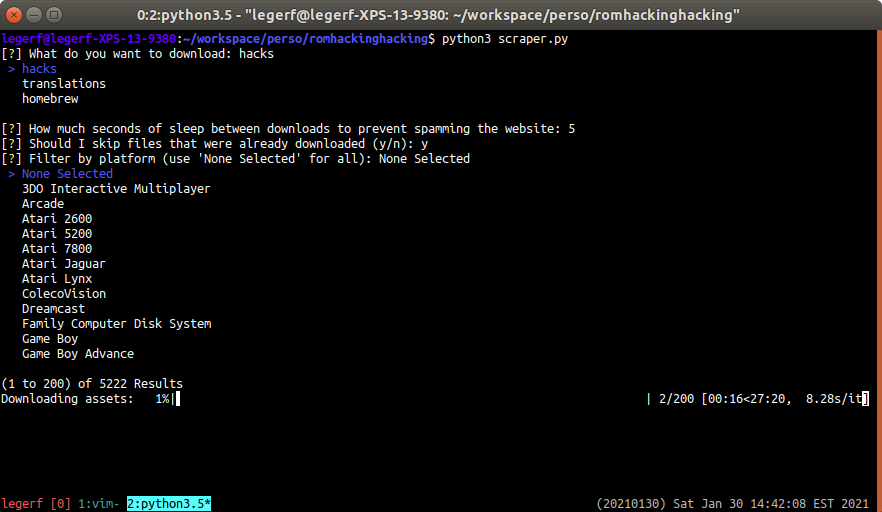 0:2:python3.5 - "legerf@legerf-XPS-13-9380: ~/workspace/perso/romhackinghacking"
legerf@legerf-XPS-13-9380:~/workspace/perso/romhackinghacking$ python3 scraper.py
[?] What do you want to download: hacks
> hacks
translations
homebrew
[?] How much seconds of sleep between downloads to prevent spamming the website: 5
[?] Should I skip files that were already downloaded (y/n): y
[?] Filter by platform (use 'None Selected' for all): None Selected
> None Selected
3DO Interactive Multiplayer
Arcade
Atari 2600
Atari 5200
Atari 7800
Atari Jaguar
Atari Lynx
ColecoVision
Dreamcast
Family Computer Disk System
Game Boy
Game Boy Advance
(1 to 200) of 5222 Results
Downloading assets:   1%| | 2/200 [00:16<27:20,  8.28s/it]
legerf [0] 1:vim- 2:python3.5* (20210130) Sat Jan 30 14:42:08 EST 2021